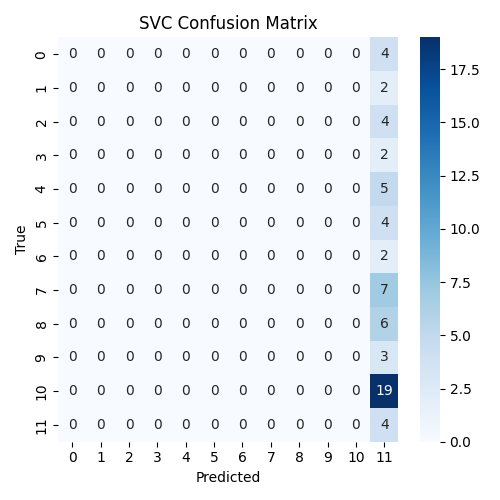 SVC Confusion Matrix
0 0 0 0 0 0 0 0 0 0 0 0 4
1 0 0 0 0 0 0 0 0 0 0 0 2
2 0 0 0 0 0 0 0 0 0 0 0 4
3 0 0 0 0 0 0 0 0 0 0 0 2
4 0 0 0 0 0 0 0 0 0 0 0 5
5 0 0 0 0 0 0 0 0 0 0 0 4
6 0 0 0 0 0 0 0 0 0 0 0 2
7 0 0 0 0 0 0 0 0 0 0 0 7
8 0 0 0 0 0 0 0 0 0 0 0 6
9 0 0 0 0 0 0 0 0 0 0 0 3
10 0 0 0 0 0 0 0 0 0 0 0 19
11 0 0 0 0 0 0 0 0 0 0 0 4
0 1 2 3 4 5 6 7 8 9 10 11
Predicted
True
17.5
15.0
12.5
10.0
7.5
5.0
2.5
0.0